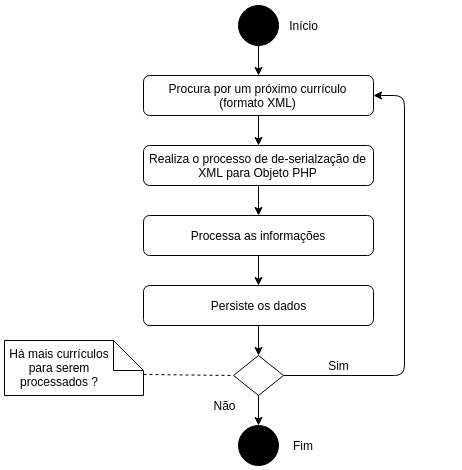 Início
Procura por um próximo currículo
(formato XML)
Realiza o processo de de-serialzação de
XML para Objeto PHP
Processa as informações
Persiste os dados
Há mais currículos
para serem
processados ?
Sim
Não
Fim